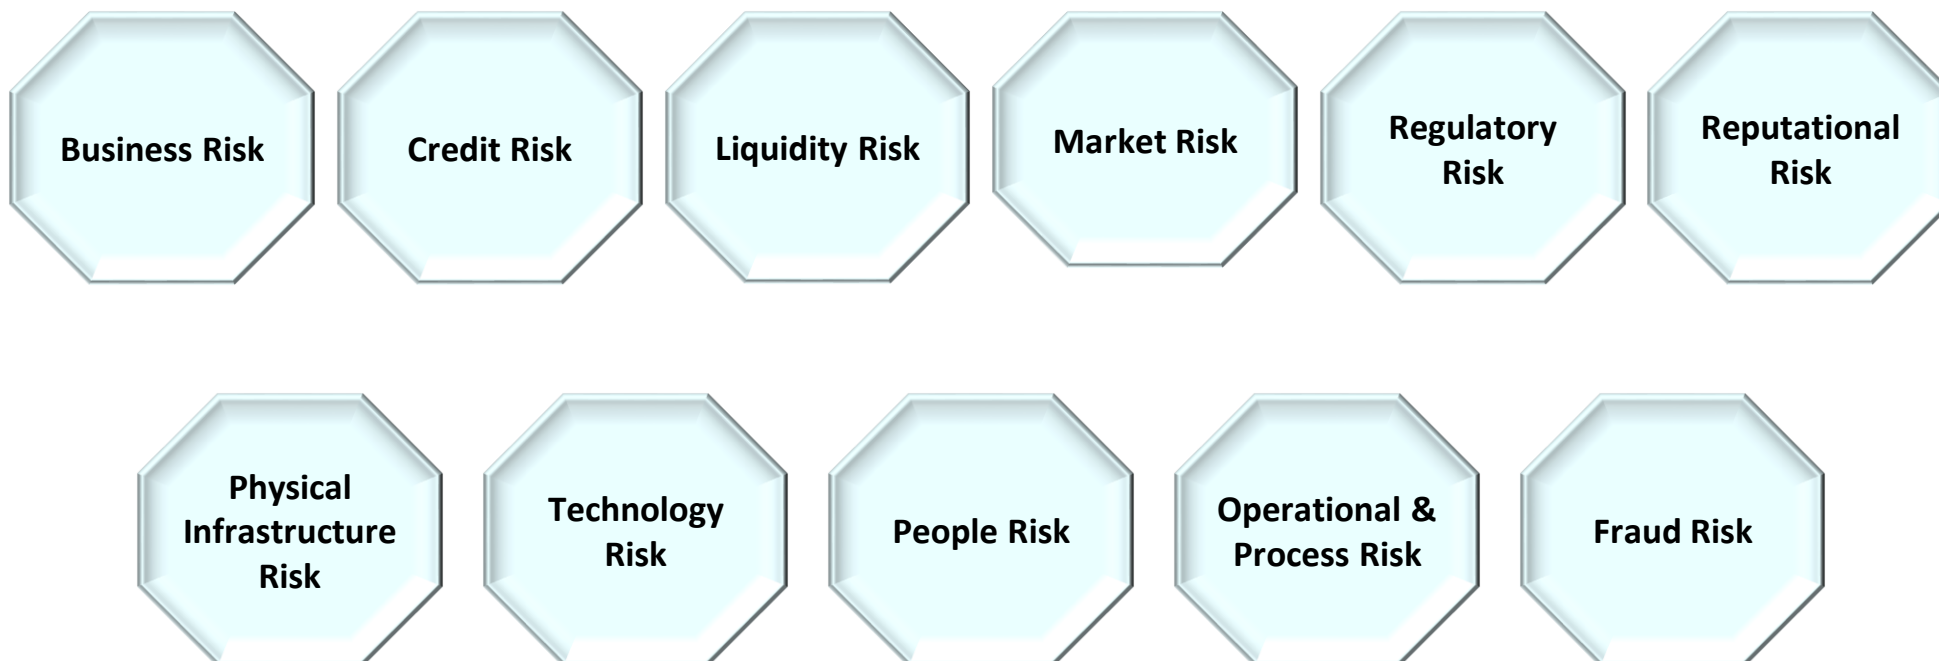 Business Risk
Credit Risk
Liquidity Risk
Market Risk
Regulatory
Risk
Reputational
Risk
Physical
Infrastructure
Risk
Technology
Risk
People Risk
Operational &
Process Risk
Fraud Risk